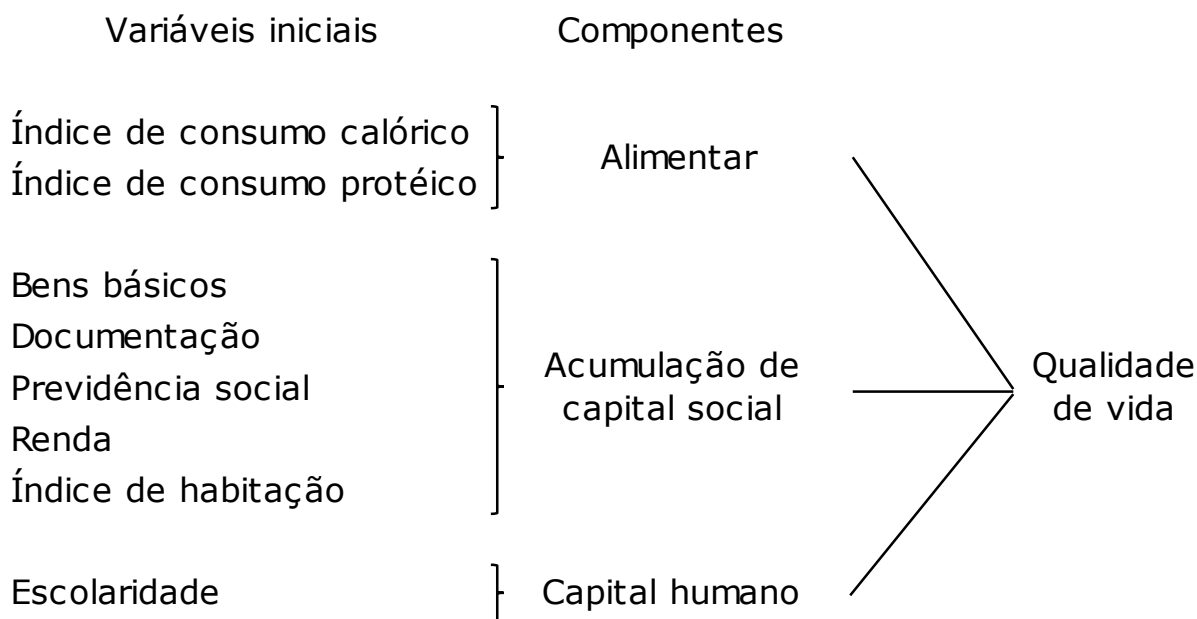 Variáveis iniciais
Componentes
Índice de consumo calórico
Índice de consumo protéico
Alimentar
Bens básicos
Documentação
Previdência social
Renda
Índice de habitação
Acumulação de
capital social
Qualidade
de vida
Escolaridade
Capital humano